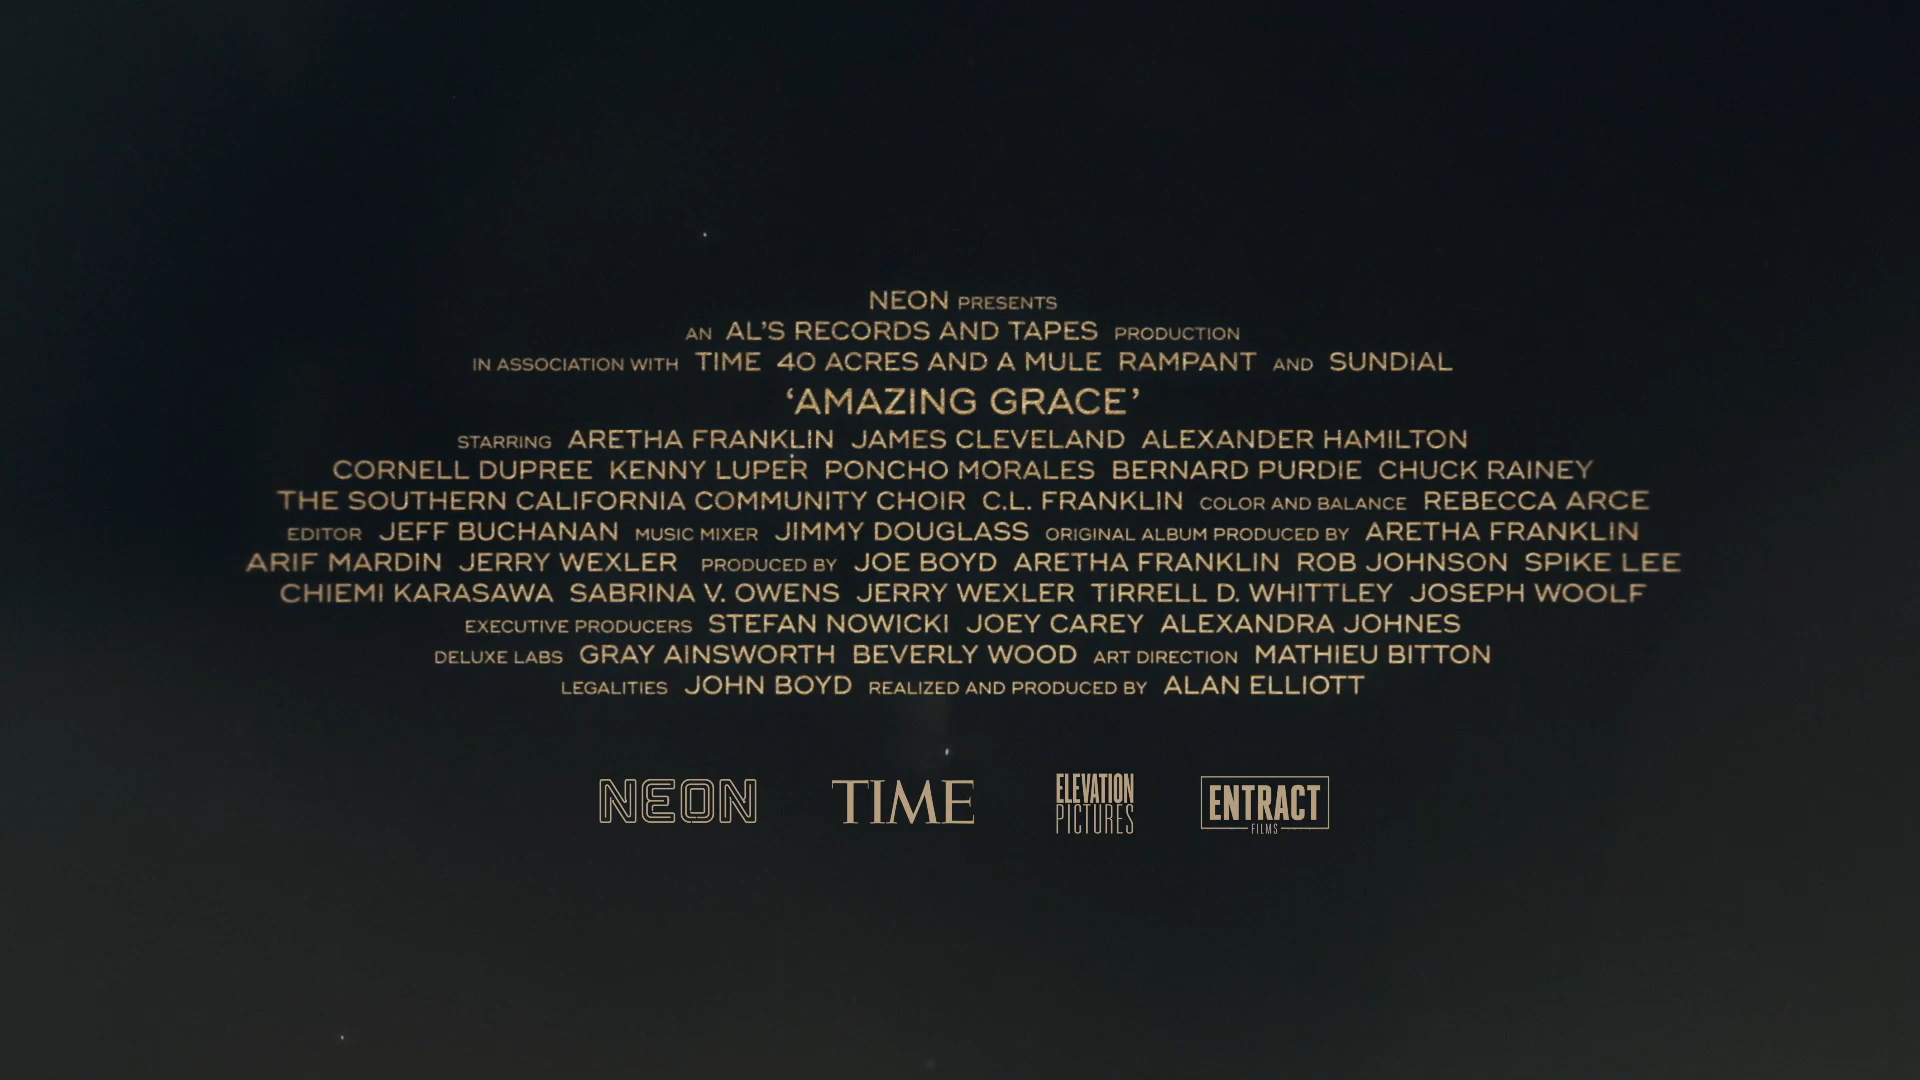 NEON PRESENTS
AN AL'S RECORDS AND TAPES PRODUCTION
IN ASSOCIATION WITH TIME 40 ACRES AND A MULE RAMPANT AND SUNDIAL
‘AMAZING GRACE’
STARRING ARETHA FRANKLIN JAMES CLEVELAND ALEXANDER HAMILTON
CORNELL DUPREE KENNY LUPER PONCHO MORALES BERNARD PURDIE CHUCK RAINEY
THE SOUTHERN CALIFORNIA COMMUNITY CHOIR C.L. FRANKLIN COLOR AND BALANCE REBECCA ARCE
EDITOR JEFF BUCHANAN MUSIC MIXER JIMMY DOUGLASS ORIGINAL ALBUM PRODUCED BY ARETHA FRANKLIN
ARIF MARDIN JERRY WEXLER PRODUCED BY JOE BOYD ARETHA FRANKLIN ROB JOHNSON SPIKE LEE
CHIEMI KARASAWA SABRINA V. OWENS JERRY WEXLER TIRRELL D. WHITTLEY JOSEPH WOOLF
EXECUTIVE PRODUCERS STEFAN NOWICKI JOEY CAREY ALEXANDRA JOHNES
DELUXE LABS GRAY AINSWORTH BEVERLY WOOD ART DIRECTION MATHIEU BITTON
LEGALITIES JOHN BOYD REALIZED AND PRODUCED BY ALAN ELLIOTT
NEON TIME ELEVATION PICTURES ENTRACT FILMS